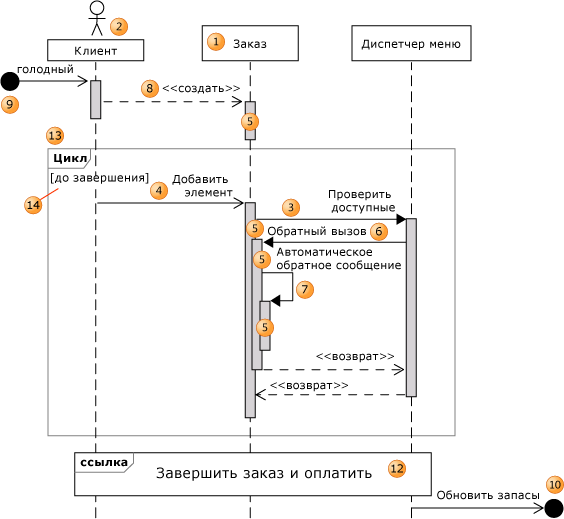 2
1
Клиент
Заказ
Диспетчер меню
голодный
9
8 <<создать>>
5
13
Цикл
[до завершения]
14
4 Добавить
элемент
3 Проверить
доступные
5 Обратный вызов 6
5 Автоматическое
обратное сообщение
7
5
<<возврат>>
<<возврат>>
ссылка
Завершить заказ и оплатить 12
10
Обновить запасы